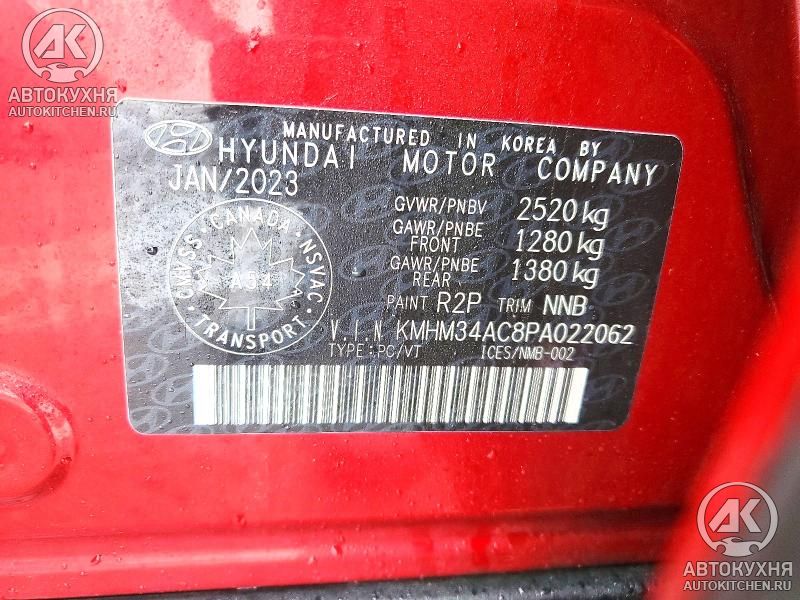 АВТОКУХНЯ
AUTOKITCHEN.RU
MANUFACTURED IN KOREA BY
HYUNDAI MOTOR COMPANY
JAN/2023
GVWR/PNBV 2520 kg
GAWR/PNBE FRONT 1280 kg
GAWR/PNBE REAR 1380 kg
PAINT R2P TRIM NNB
CMVSS CANADA NSVAC
A54
TRANSPORT
V.I.N KMHM34AC8PA022062
TYPE:PC/VT ICES/NMB-002
АВТОКУХНЯ
AUTOKITCHEN.RU